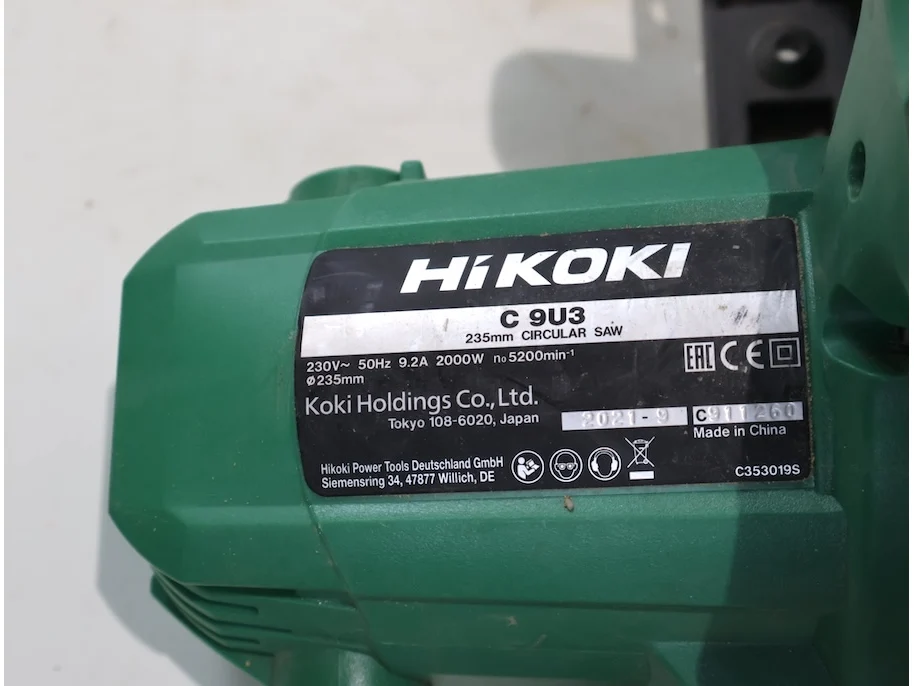 HiKOKI
C 9U3
235mm CIRCULAR SAW
230V~ 50Hz 9.2A 2000W n₀5200min⁻¹
Ø235mm
EAC CE
Koki Holdings Co.,Ltd.
Tokyo 108-6020, Japan
2021-9 C911260
Made in China
Hikoki Power Tools Deutschland GmbH
Siemensring 34, 47877 Willich, DE
C353019S